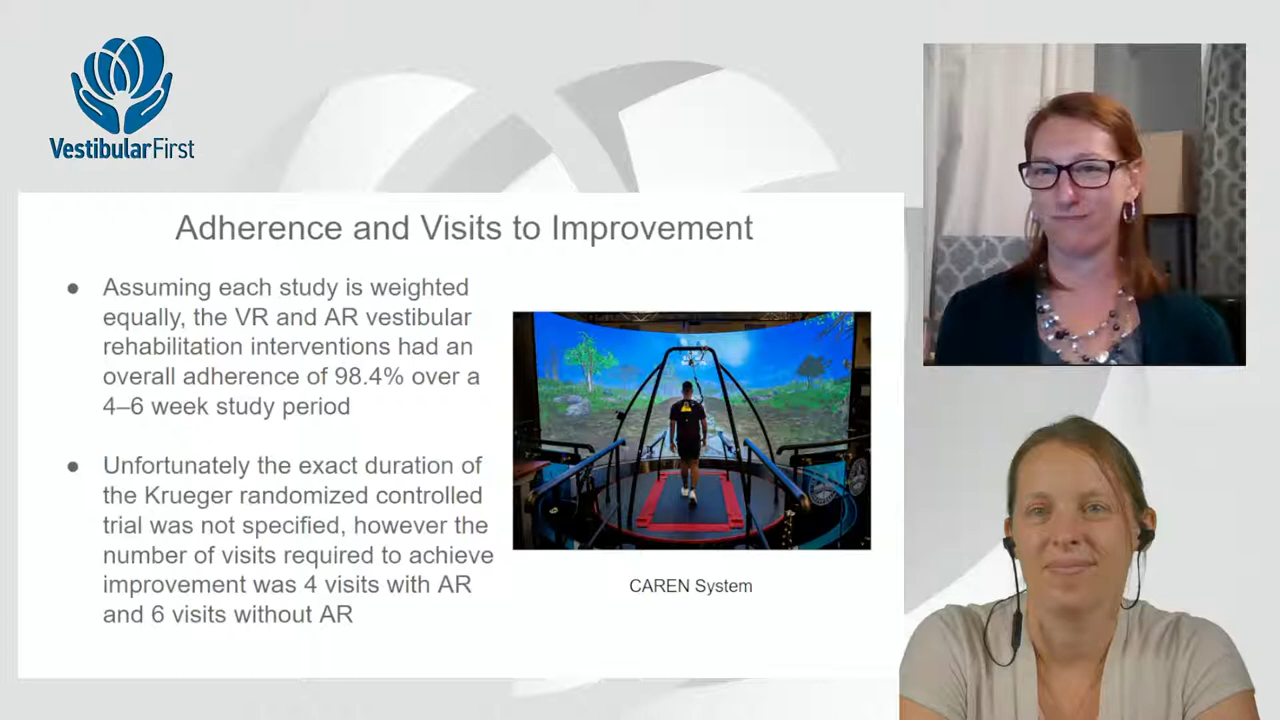 VestibularFirst
Adherence and Visits to Improvement
● Assuming each study is weighted
equally, the VR and AR vestibular
rehabilitation interventions had an
overall adherence of 98.4% over a
4–6 week study period
● Unfortunately the exact duration of
the Krueger randomized controlled
trial was not specified, however the
number of visits required to achieve
improvement was 4 visits with AR
and 6 visits without AR
CAREN System